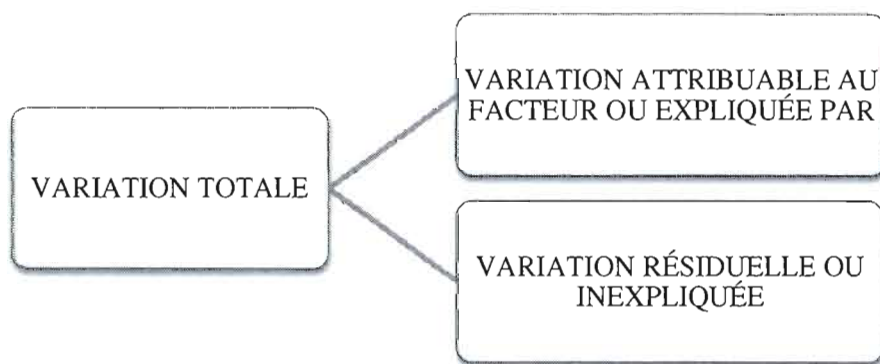 VARIATION TOTALE
VARIATION ATTRIBUABLE AU
FACTEUR OU EXPLIQUÉE PAR
VARIATION RÉSIDUELLE OU
INEXPLIQUÉE